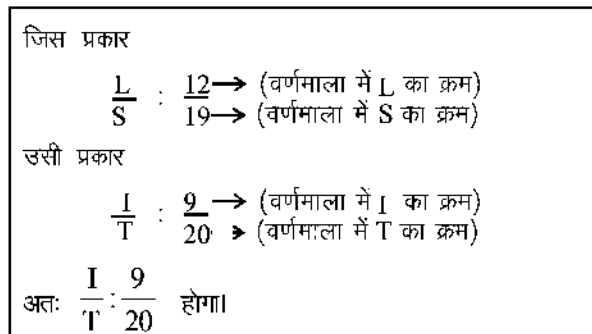 जिस प्रकार
L/S : 12/19 → (वर्णमाला में L का क्रम)
→ (वर्णमाला में S का क्रम)
उसी प्रकार
I/T : 9/20 → (वर्णमाला में I का क्रम)
→ (वर्णमाला में T का क्रम)
अतः I/T : 9/20 होगा।